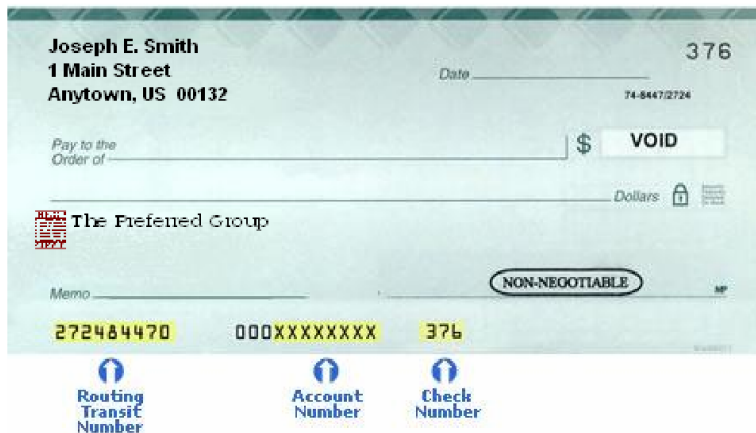 Joseph E. Smith
376
1 Main Street
Date
Anytown, US 00132
74-8447/2724
Pay to the
Order of
$ VOID
Dollars
The Preferred Group
NON-NEGOTIABLE
Memo
MP
272484470 000XXXXXXXX 376
Routing
Transit
Number
Account
Number
Check
Number